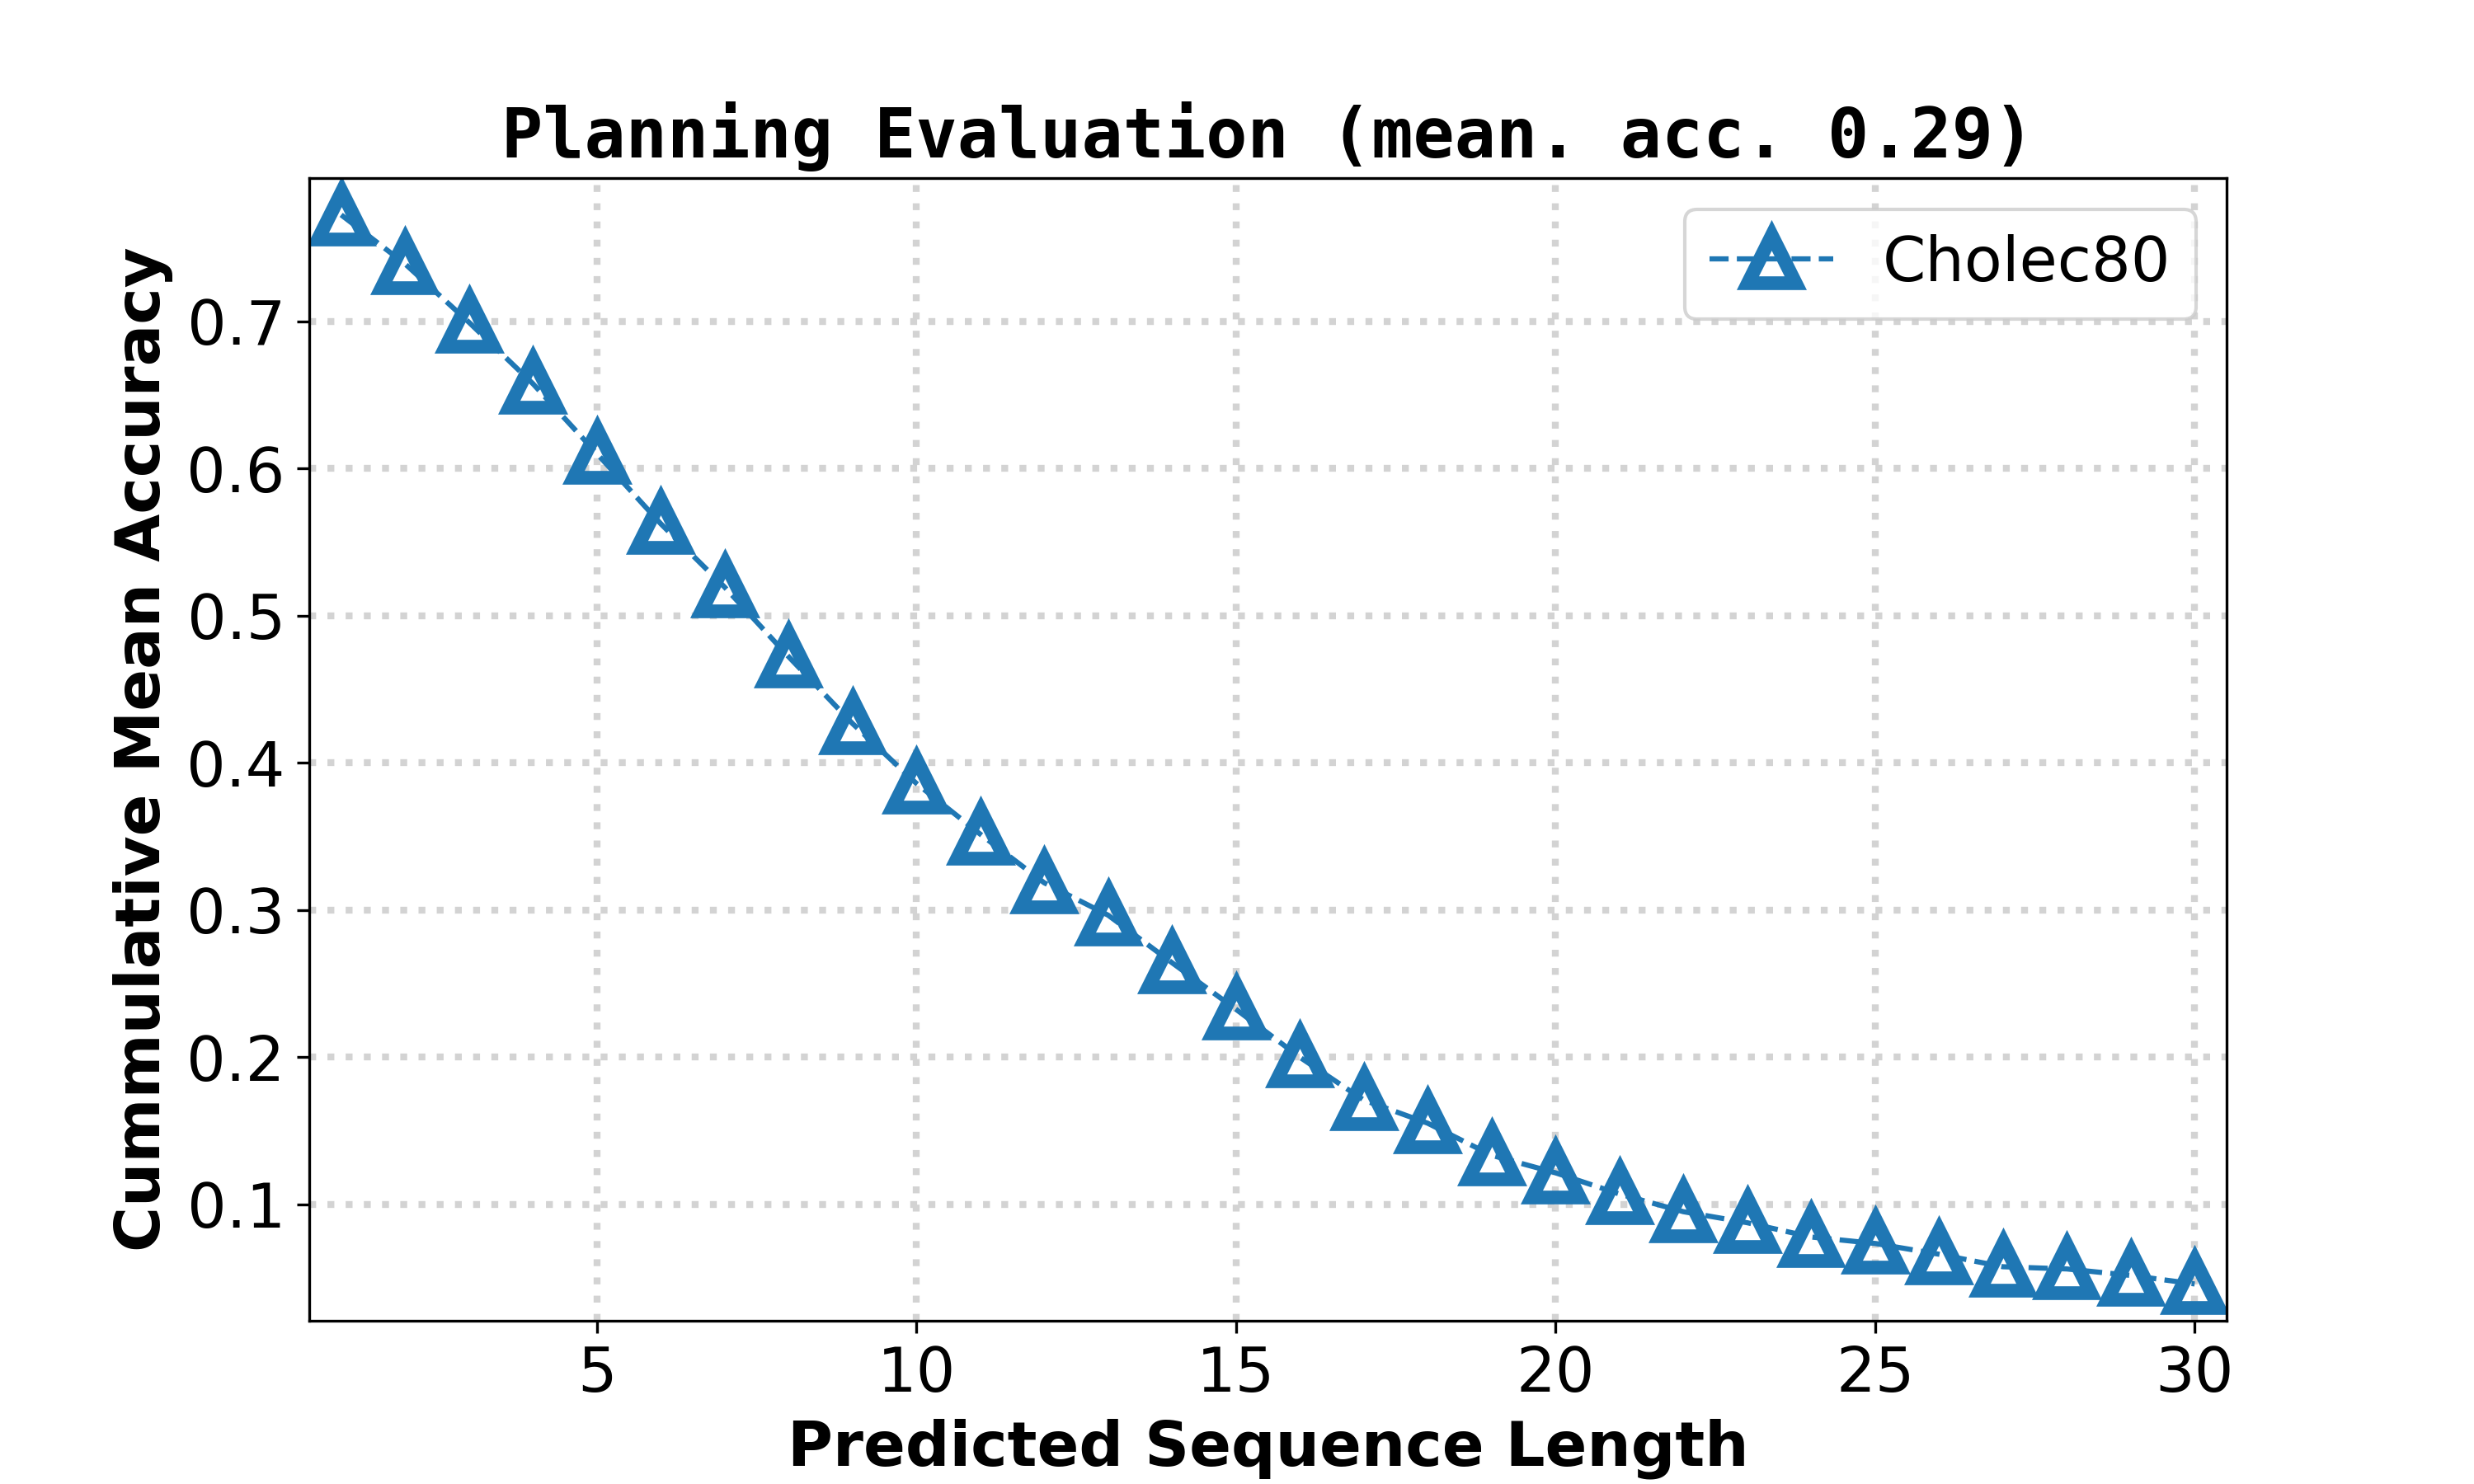 Planning Evaluation (mean. acc. 0.29)
Cholec80
Cummulative Mean Accuracy
0.7
0.6
0.5
0.4
0.3
0.2
0.1
5 10 15 20 25 30
Predicted Sequence Length